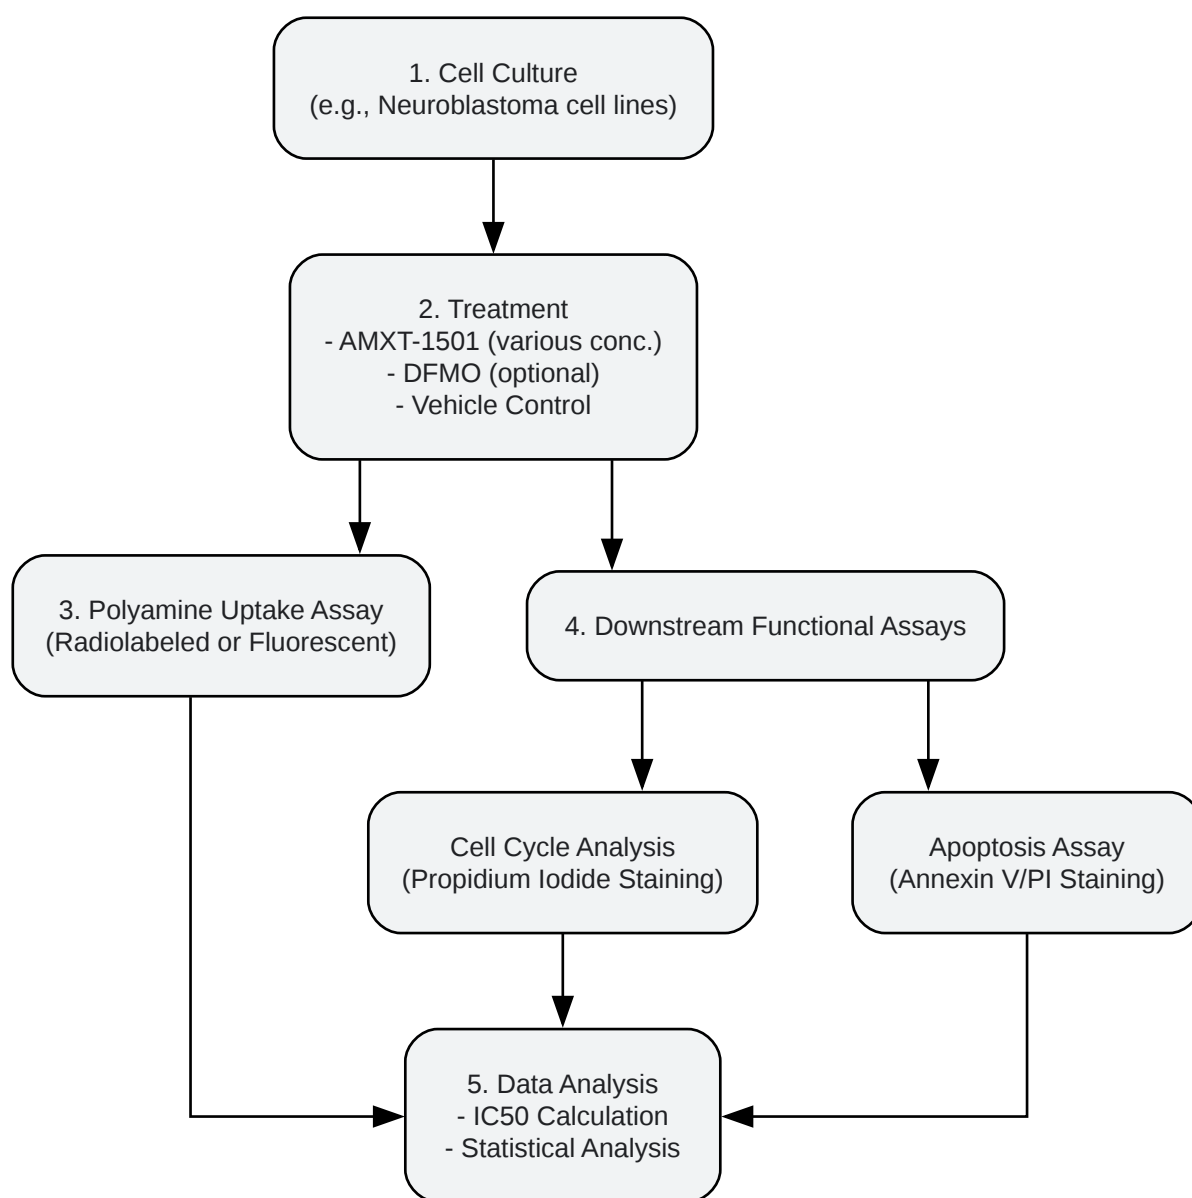 1. Cell Culture
(e.g., Neuroblastoma cell lines)
2. Treatment
- AMXT-1501 (various conc.)
- DFMO (optional)
- Vehicle Control
3. Polyamine Uptake Assay
(Radiolabeled or Fluorescent)
4. Downstream Functional Assays
Cell Cycle Analysis
(Propidium Iodide Staining)
Apoptosis Assay
(Annexin V/PI Staining)
5. Data Analysis
- IC50 Calculation
- Statistical Analysis